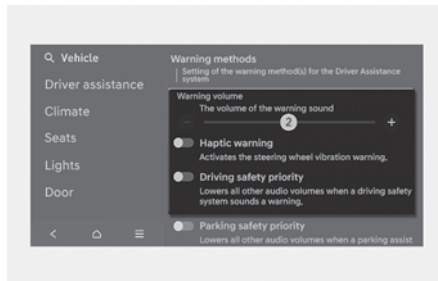 Vehicle
Driver assistance
Climate
Seats
Lights
Door
Warning methods
Setting of the warning method(s) for the Driver Assistance
system
Warning volume
The volume of the warning sound
2
Haptic warning
Activates the steering wheel vibration warning.
Driving safety priority
Lowers all other audio volumes when a driving safety
system sounds a warning.
Parking safety priority
Lowers all other audio volumes when a parking assist